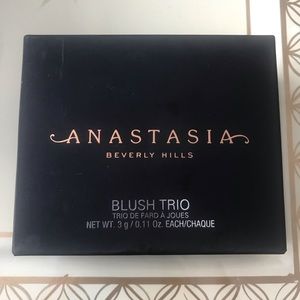 ANASTASIA
BEVERLY HILLS
BLUSH TRIO
TRIO DE FARD À JOUES
NET WT. 3 g / 0.11 Oz. EACH/CHAQUE